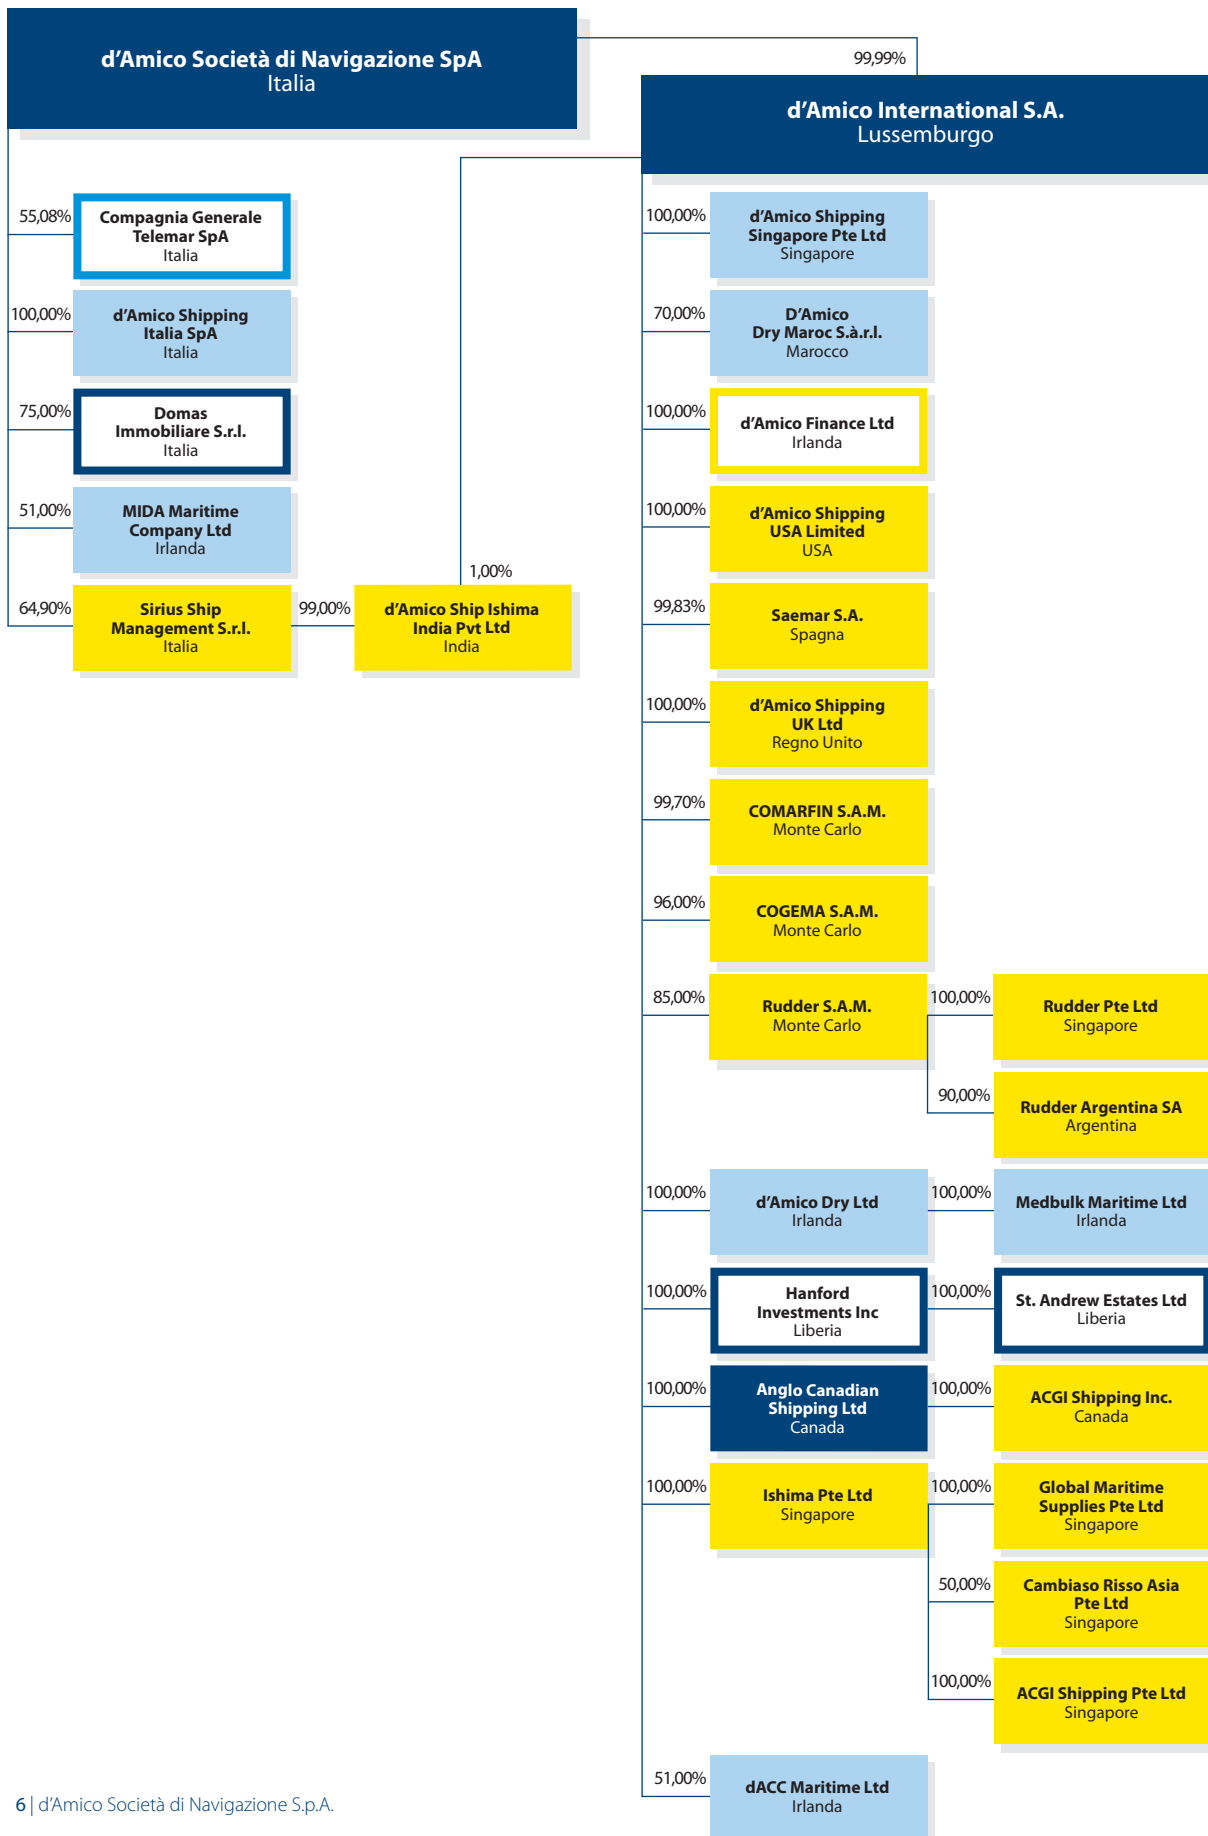 d’Amico Società di Navigazione SpA
Italia
99,99%
d’Amico International S.A.
Lussemburgo
55,08%
Compagnia Generale
Telemar SpA
Italia
100,00%
d’Amico Shipping
Italia SpA
Italia
75,00%
Domas
Immobiliare S.r.l.
Italia
51,00%
MIDA Maritime
Company Ltd
Irlanda
64,90%
Sirius Ship
Management S.r.l.
Italia
99,00%
1,00%
d’Amico Ship Ishima
India Pvt Ltd
India
100,00%
d’Amico Shipping
Singapore Pte Ltd
Singapore
70,00%
D’Amico
Dry Maroc S.à.r.l.
Marocco
100,00%
d’Amico Finance Ltd
Irlanda
100,00%
d’Amico Shipping
USA Limited
USA
99,83%
Saemar S.A.
Spagna
100,00%
d’Amico Shipping
UK Ltd
Regno Unito
99,70%
COMARFIN S.A.M.
Monte Carlo
96,00%
COGEMA S.A.M.
Monte Carlo
85,00%
Rudder S.A.M.
Monte Carlo
100,00%
Rudder Pte Ltd
Singapore
90,00%
Rudder Argentina SA
Argentina
100,00%
d’Amico Dry Ltd
Irlanda
100,00%
Medbulk Maritime Ltd
Irlanda
100,00%
Hanford
Investments Inc
Liberia
100,00%
St. Andrew Estates Ltd
Liberia
100,00%
Anglo Canadian
Shipping Ltd
Canada
100,00%
ACGI Shipping Inc.
Canada
100,00%
Ishima Pte Ltd
Singapore
100,00%
Global Maritime
Supplies Pte Ltd
Singapore
50,00%
Cambiaso Risso Asia
Pte Ltd
Singapore
100,00%
ACGI Shipping Pte Ltd
Singapore
51,00%
dACC Maritime Ltd
Irlanda
6 | d’Amico Società di Navigazione S.p.A.